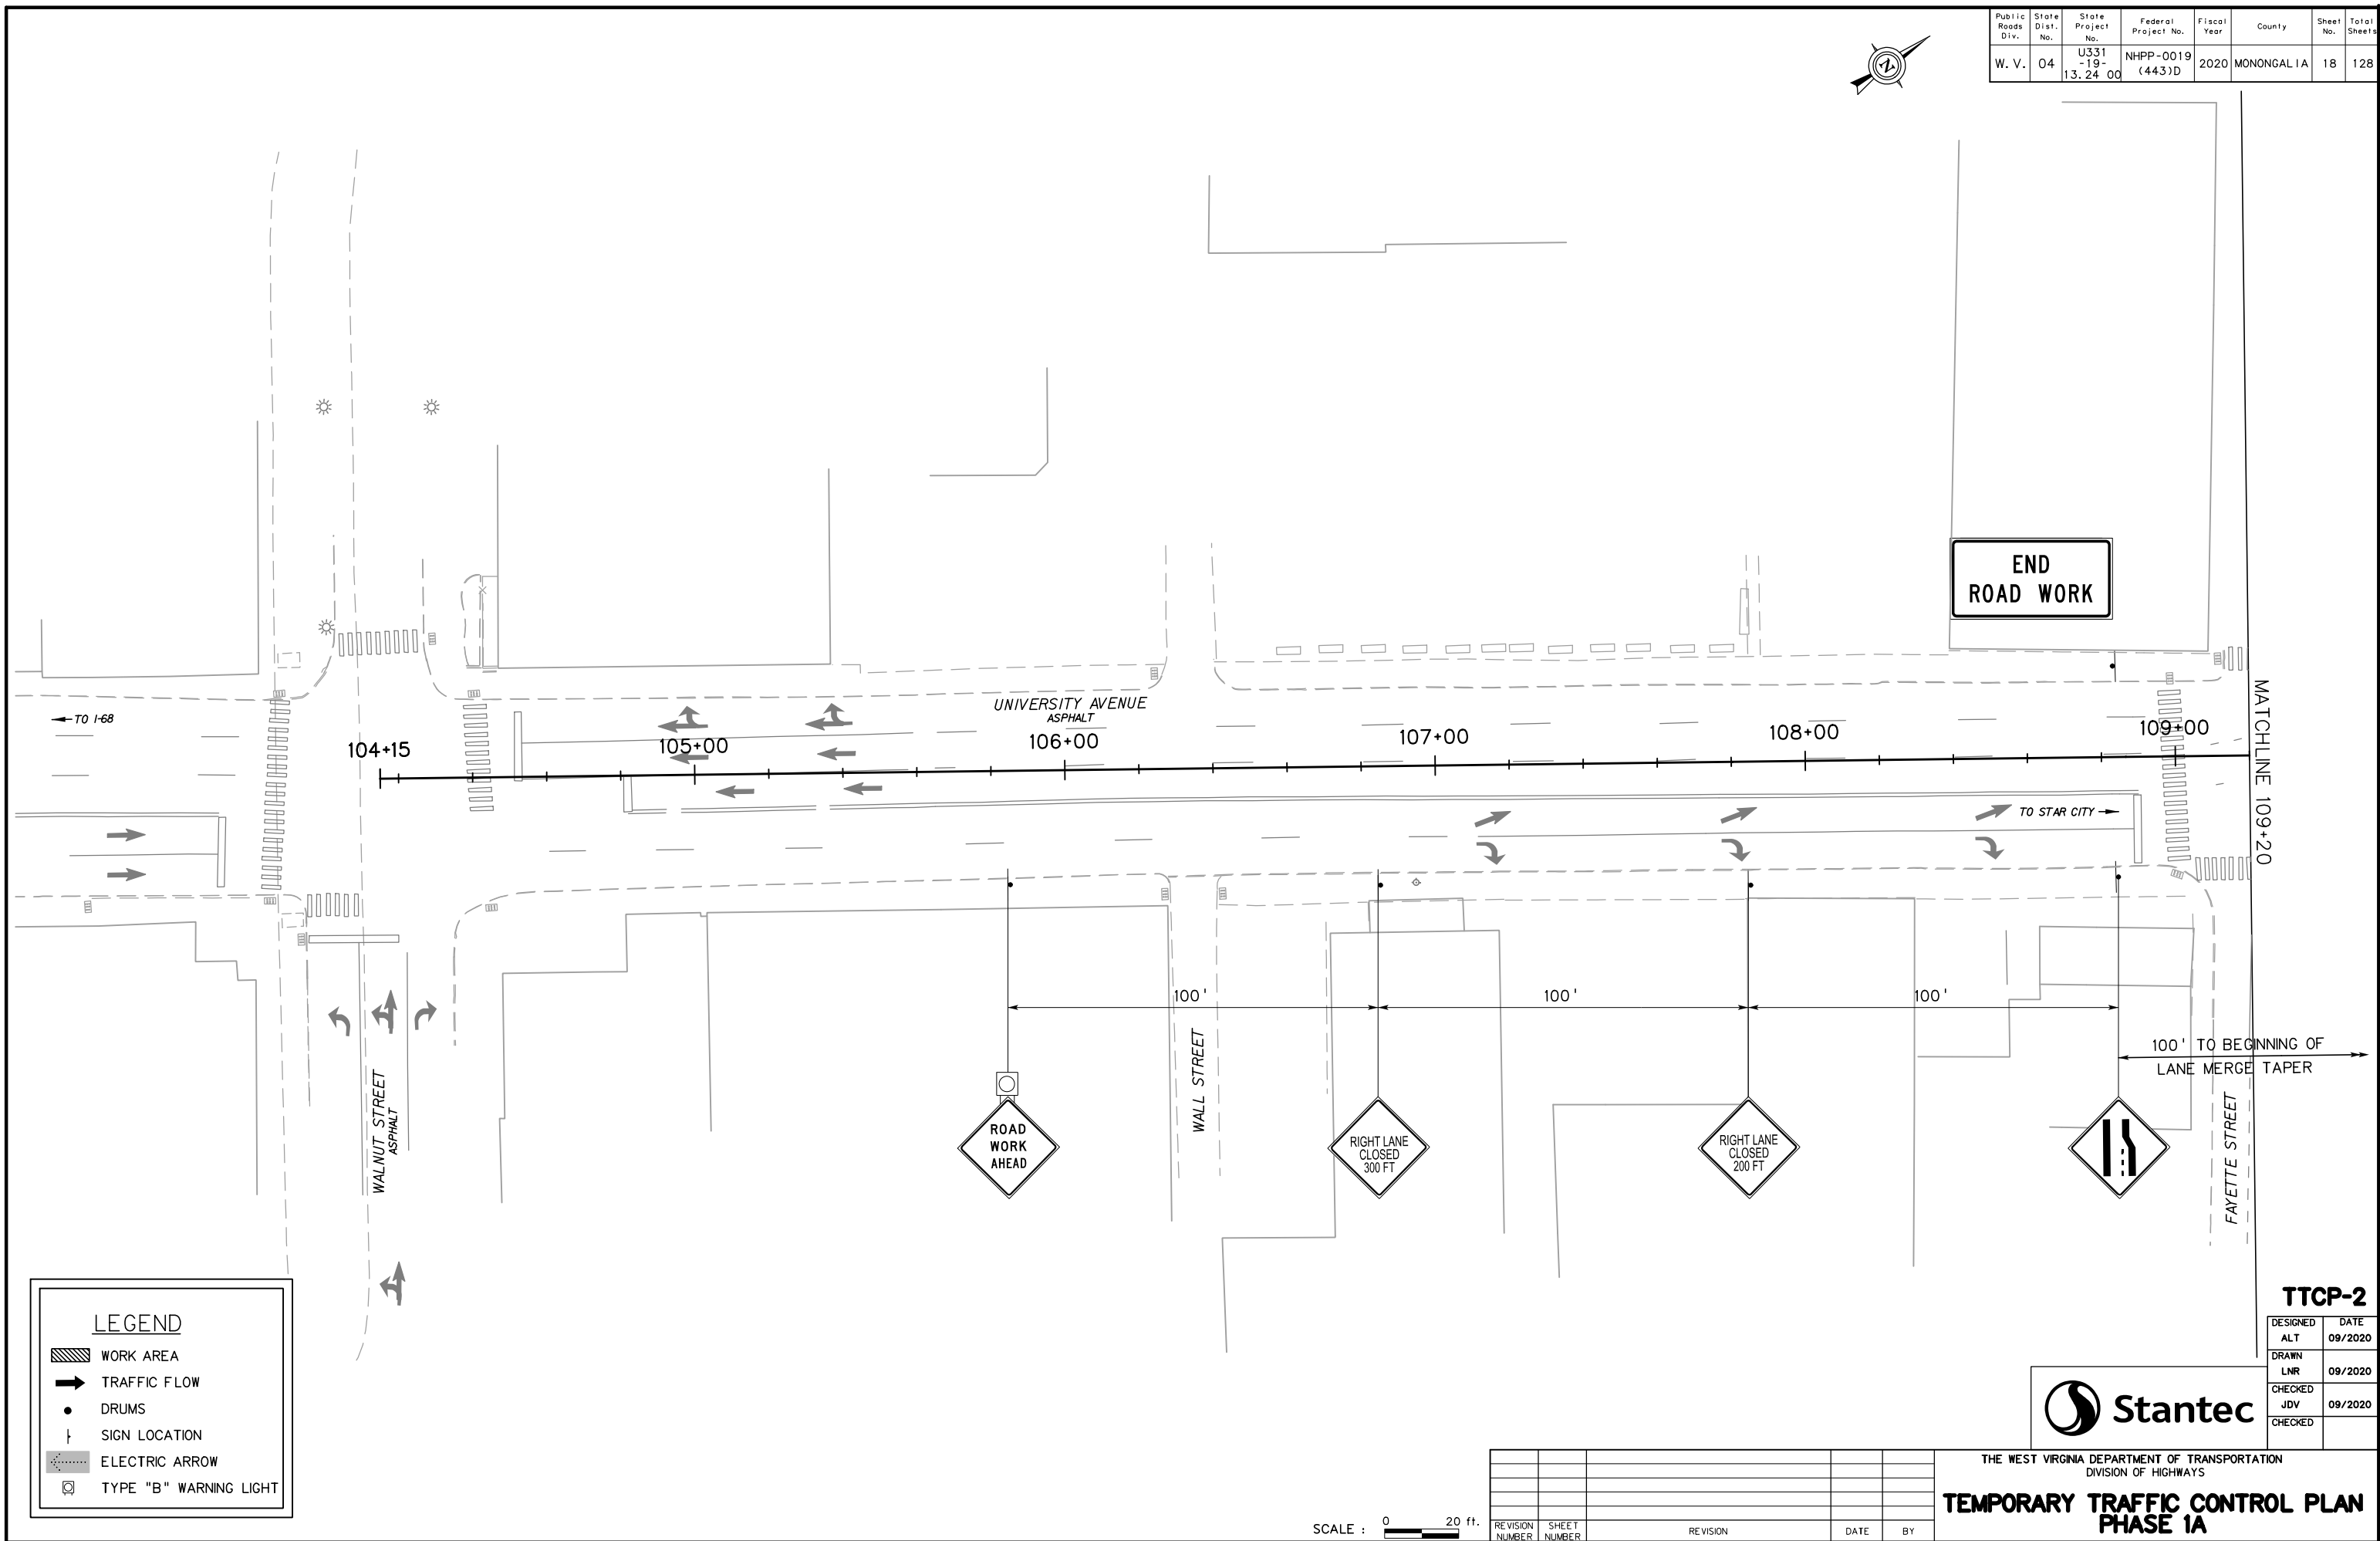 Public Roads Div.
State Dist. No.
State Project No.
Federal Project No.
Fiscal Year
County
Sheet No.
Total Sheets
W. V.
04
U331
-19-
13.24 00
NHPP-0019
(443)D
2020
MONONGALIA
18
128
N
END
ROAD WORK
TO I-68
UNIVERSITY AVENUE
ASPHALT
104+15
105+00
106+00
107+00
108+00
109+00
MATCHLINE 109+20
TO STAR CITY
100'
100'
100'
100' TO BEGINNING OF
LANE MERGE TAPER
WALNUT STREET
ASPHALT
WALL STREET
FAYETTE STREET
ROAD
WORK
AHEAD
RIGHT LANE
CLOSED
300 FT
RIGHT LANE
CLOSED
200 FT
LEGEND
WORK AREA
TRAFFIC FLOW
DRUMS
SIGN LOCATION
ELECTRIC ARROW
TYPE "B" WARNING LIGHT
TTCP-2
DESIGNED
DATE
ALT
09/2020
DRAWN
LNR
09/2020
CHECKED
JDV
09/2020
CHECKED
Stantec
THE WEST VIRGINIA DEPARTMENT OF TRANSPORTATION
DIVISION OF HIGHWAYS
TEMPORARY TRAFFIC CONTROL PLAN
PHASE 1A
SCALE :
0
20 ft.
REVISION NUMBER
SHEET NUMBER
REVISION
DATE
BY